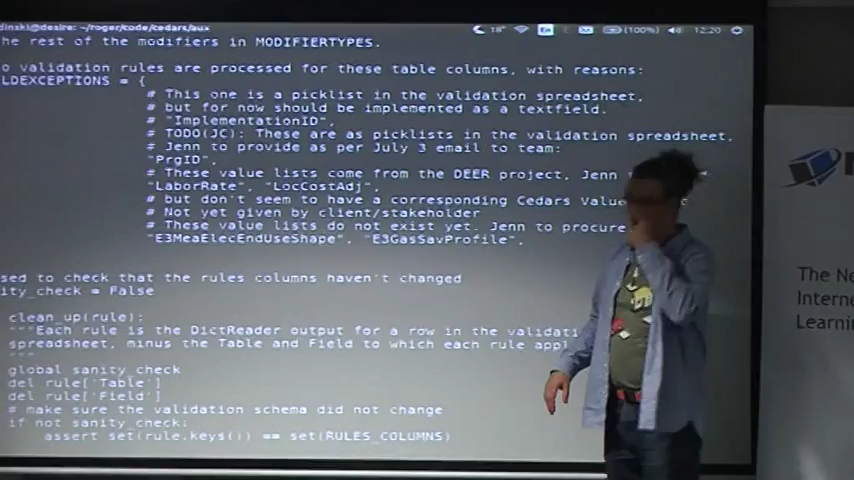 dinski@desire: ~/roger/code/cedars/aux
18° En (100%) 12:20
he rest of the modifiers in MODIFIERTYPES.
o validation rules are processed for these table columns, with reasons:
LDEXCEPTIONS = {
# This one is a picklist in the validation spreadsheet,
# but for now should be implemented as a textfield.
# "ImplementationID",
# TODO(JC): These are as picklists in the validation spreadsheet,
# Jenn to provide as per July 3 email to team:
"PrgID",
# These value lists come from the DEER project, Jenn
"LaborRate", "LocCostAdj",
# but don't seem to have a corresponding Cedars Value
# Not yet given by client/stakeholder
# These value lists do not exist yet. Jenn to procure
"E3MeaElecEndUseShape", "E3GasSavProfile",
sed to check that the rules columns haven't changed
ity_check = False
clean_up(rule):
"""Each rule is the DictReader output for a row in the validati
spreadsheet, minus the Table and Field to which each rule appl
"""
global sanity_check
del rule['Table']
del rule['Field']
# make sure the validation schema did not change
if not sanity_check:
assert set(rule.keys()) == set(RULES_COLUMNS)
The Ne
Intern
Learnin